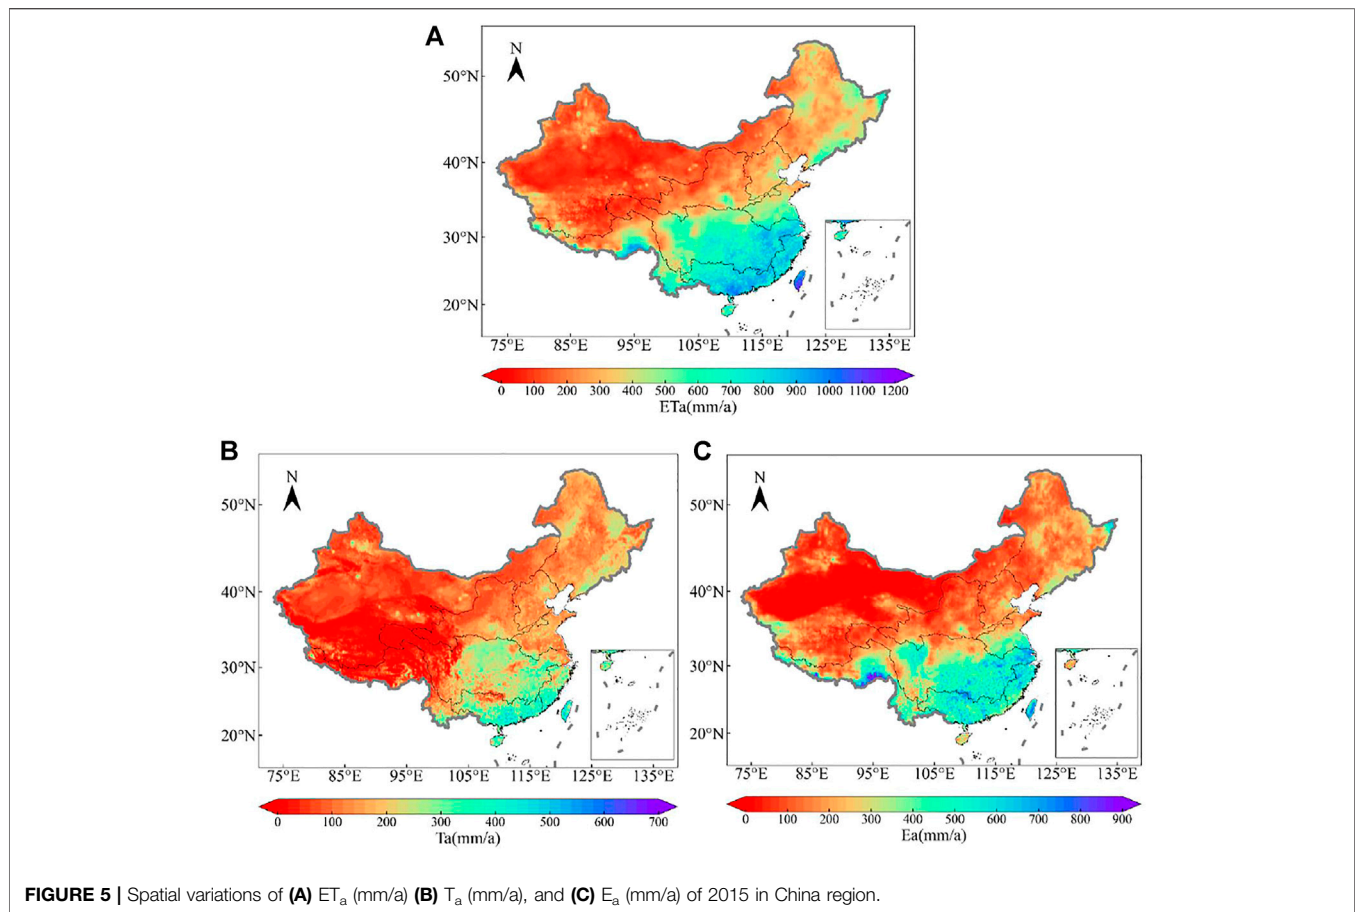 A
N
50°N
40°N
30°N
20°N
75°E 85°E 95°E 105°E 115°E 125°E 135°E
0 100 200 300 400 500 600 700 800 900 1000 1100 1200
ETa(mm/a)
B
N
50°N
40°N
30°N
20°N
75°E 85°E 95°E 105°E 115°E 125°E 135°E
0 100 200 300 400 500 600 700
Ta(mm/a)
C
N
50°N
40°N
30°N
20°N
75°E 85°E 95°E 105°E 115°E 125°E 135°E
0 100 200 300 400 500 600 700 800 900
Ea(mm/a)
FIGURE 5 | Spatial variations of (A) ETa (mm/a) (B) Ta (mm/a), and (C) Ea (mm/a) of 2015 in China region.